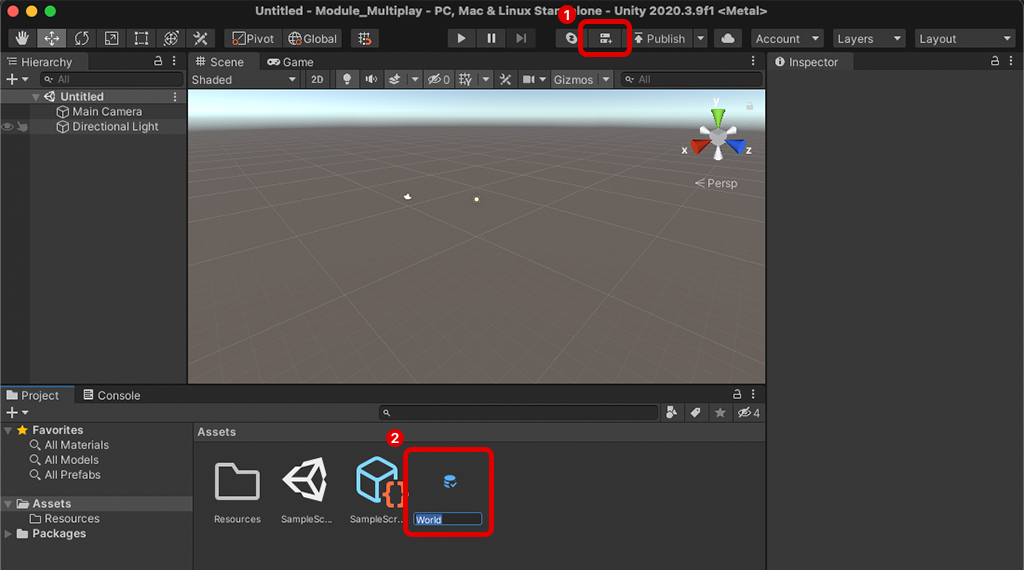 Untitled - Module_Multiplay - PC, Mac & Linux Stan
lone - Unity 2020.3.9f1 <Metal>
1
Pivot
Global
Publish
Account
Layers
Layout
Hierarchy
Scene
Game
Inspector
All
Shaded
2D
0
Gizmos
All
Untitled
Main Camera
Directional Light
y
x
z
Persp
Project
Console
4
Favorites
All Materials
All Models
All Prefabs
Assets
Resources
Packages
Assets
2
Resources
SampleSc...
SampleScr...
World